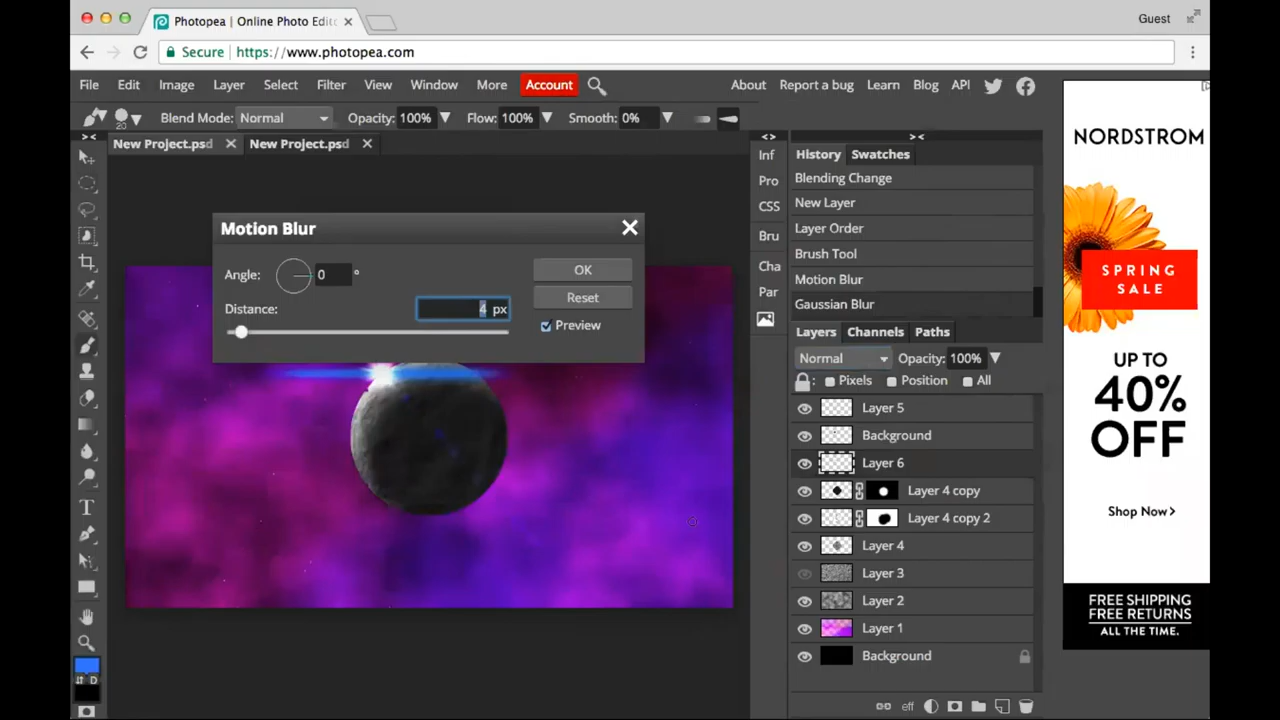 Photopea | Online Photo Edito
Guest
Secure
https://www.photopea.com
File Edit Image Layer Select Filter View Window More Account
About Report a bug Learn Blog API
20
Blend Mode: Normal Opacity: 100% Flow: 100% Smooth: 0%
New Project.psd New Project.psd
Motion Blur
Angle: 0 °
Distance: 4 px
OK
Reset
Preview
Inf
Pro
CSS
Bru
Cha
Par
History Swatches
Blending Change
New Layer
Layer Order
Brush Tool
Motion Blur
Gaussian Blur
Layers Channels Paths
Normal Opacity: 100%
Pixels Position All
Layer 5
Background
Layer 6
Layer 4 copy
Layer 4 copy 2
Layer 4
Layer 3
Layer 2
Layer 1
Background
eff
D
NORDSTROM
SPRING
SALE
UP TO
40%
OFF
Shop Now >
FREE SHIPPING
FREE RETURNS
ALL THE TIME.